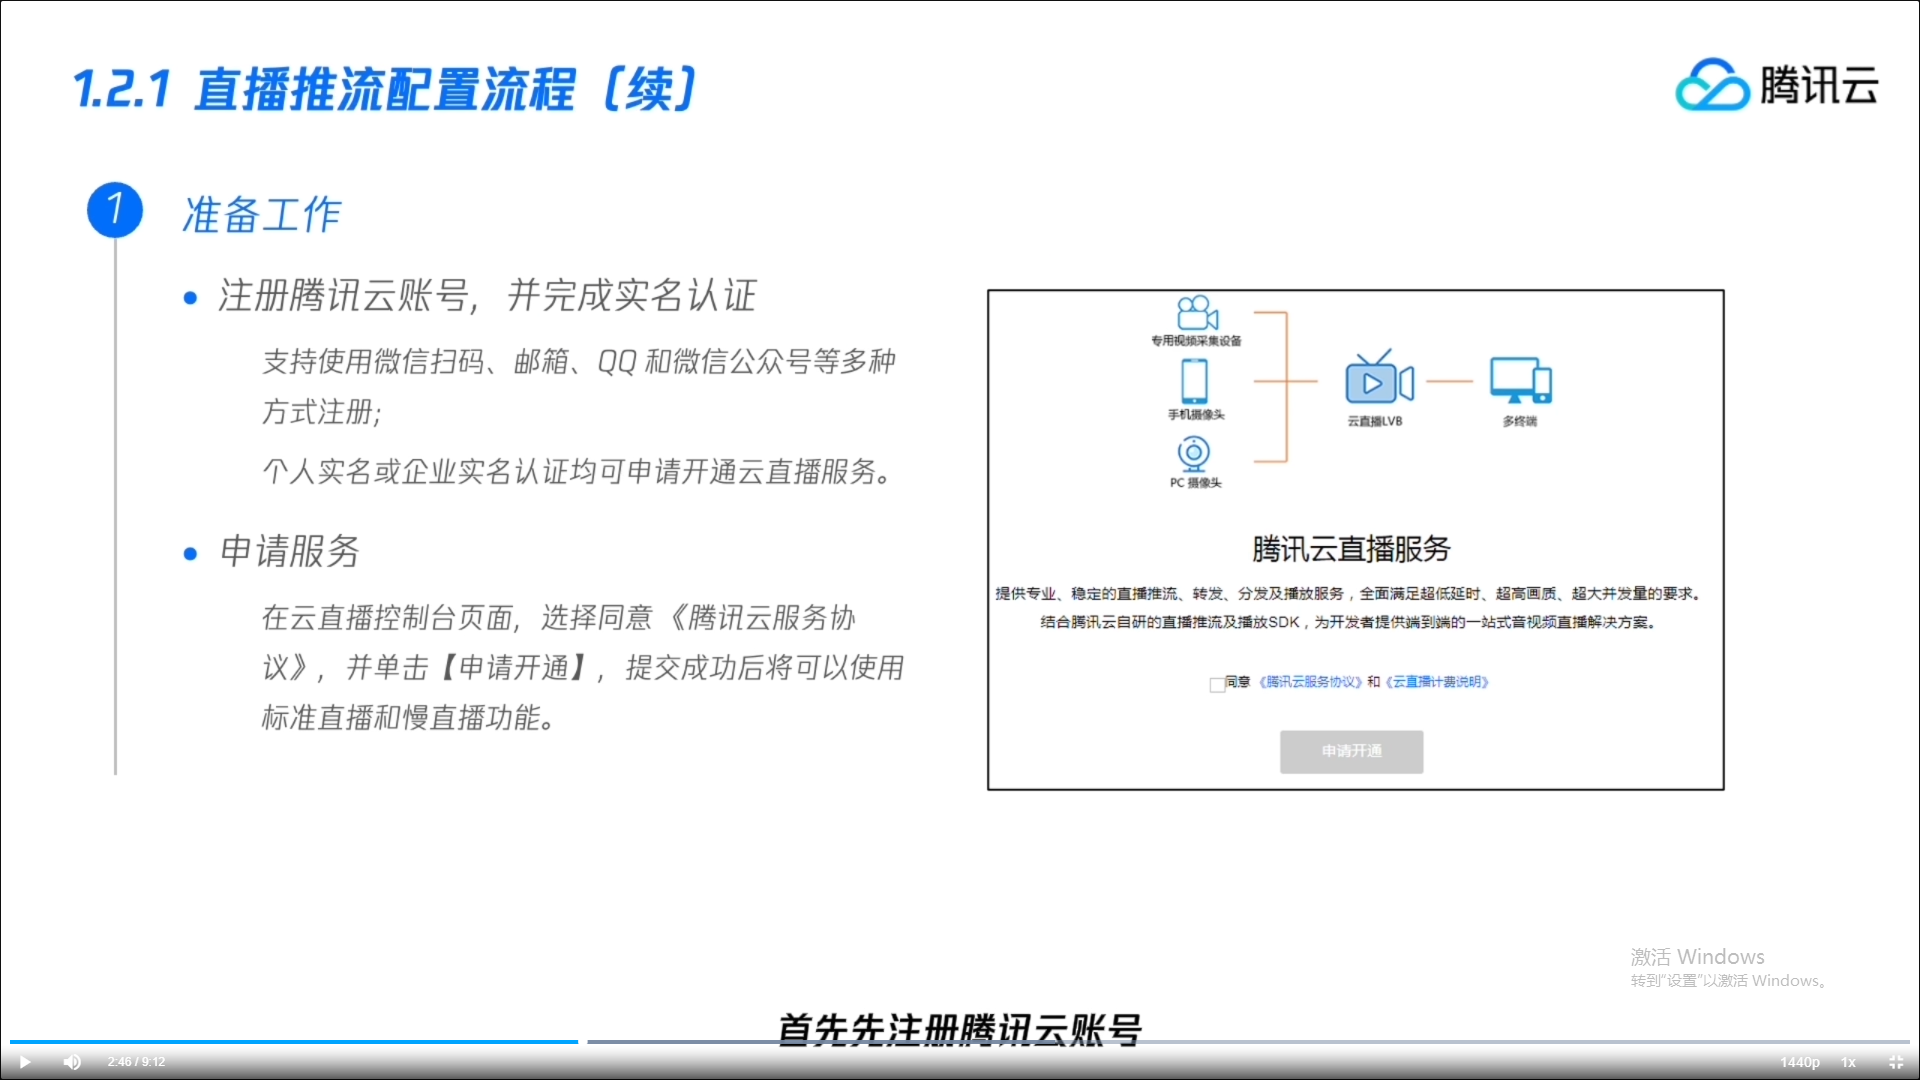 1.2.1 直播推流配置流程（续）
腾讯云
1
准备工作
注册腾讯云账号，并完成实名认证
支持使用微信扫码、邮箱、QQ 和微信公众号等多种
方式注册;
个人实名或企业实名认证均可申请开通云直播服务。
申请服务
在云直播控制台页面，选择同意《腾讯云服务协
议》，并单击【申请开通】，提交成功后将可以使用
标准直播和慢直播功能。
专用视频采集设备
手机摄像头
PC 摄像头
云直播LVB
多终端
腾讯云直播服务
提供专业、稳定的直播推流、转发、分发及播放服务，全面满足超低延时、超高画质、超大并发量的要求。
结合腾讯云自研的直播推流及播放SDK，为开发者提供端到端的一站式音视频直播解决方案。
同意《腾讯云服务协议》和《云直播计费说明》
申请开通
激活 Windows
转到“设置”以激活 Windows。
首先先注册腾讯云账号
2:46 / 9:12
1440p
1x